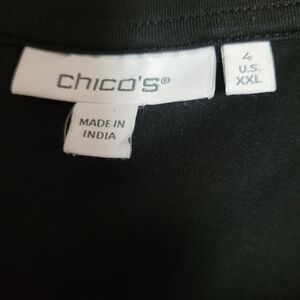 chico's®
4
U.S.
XXL
MADE IN
INDIA